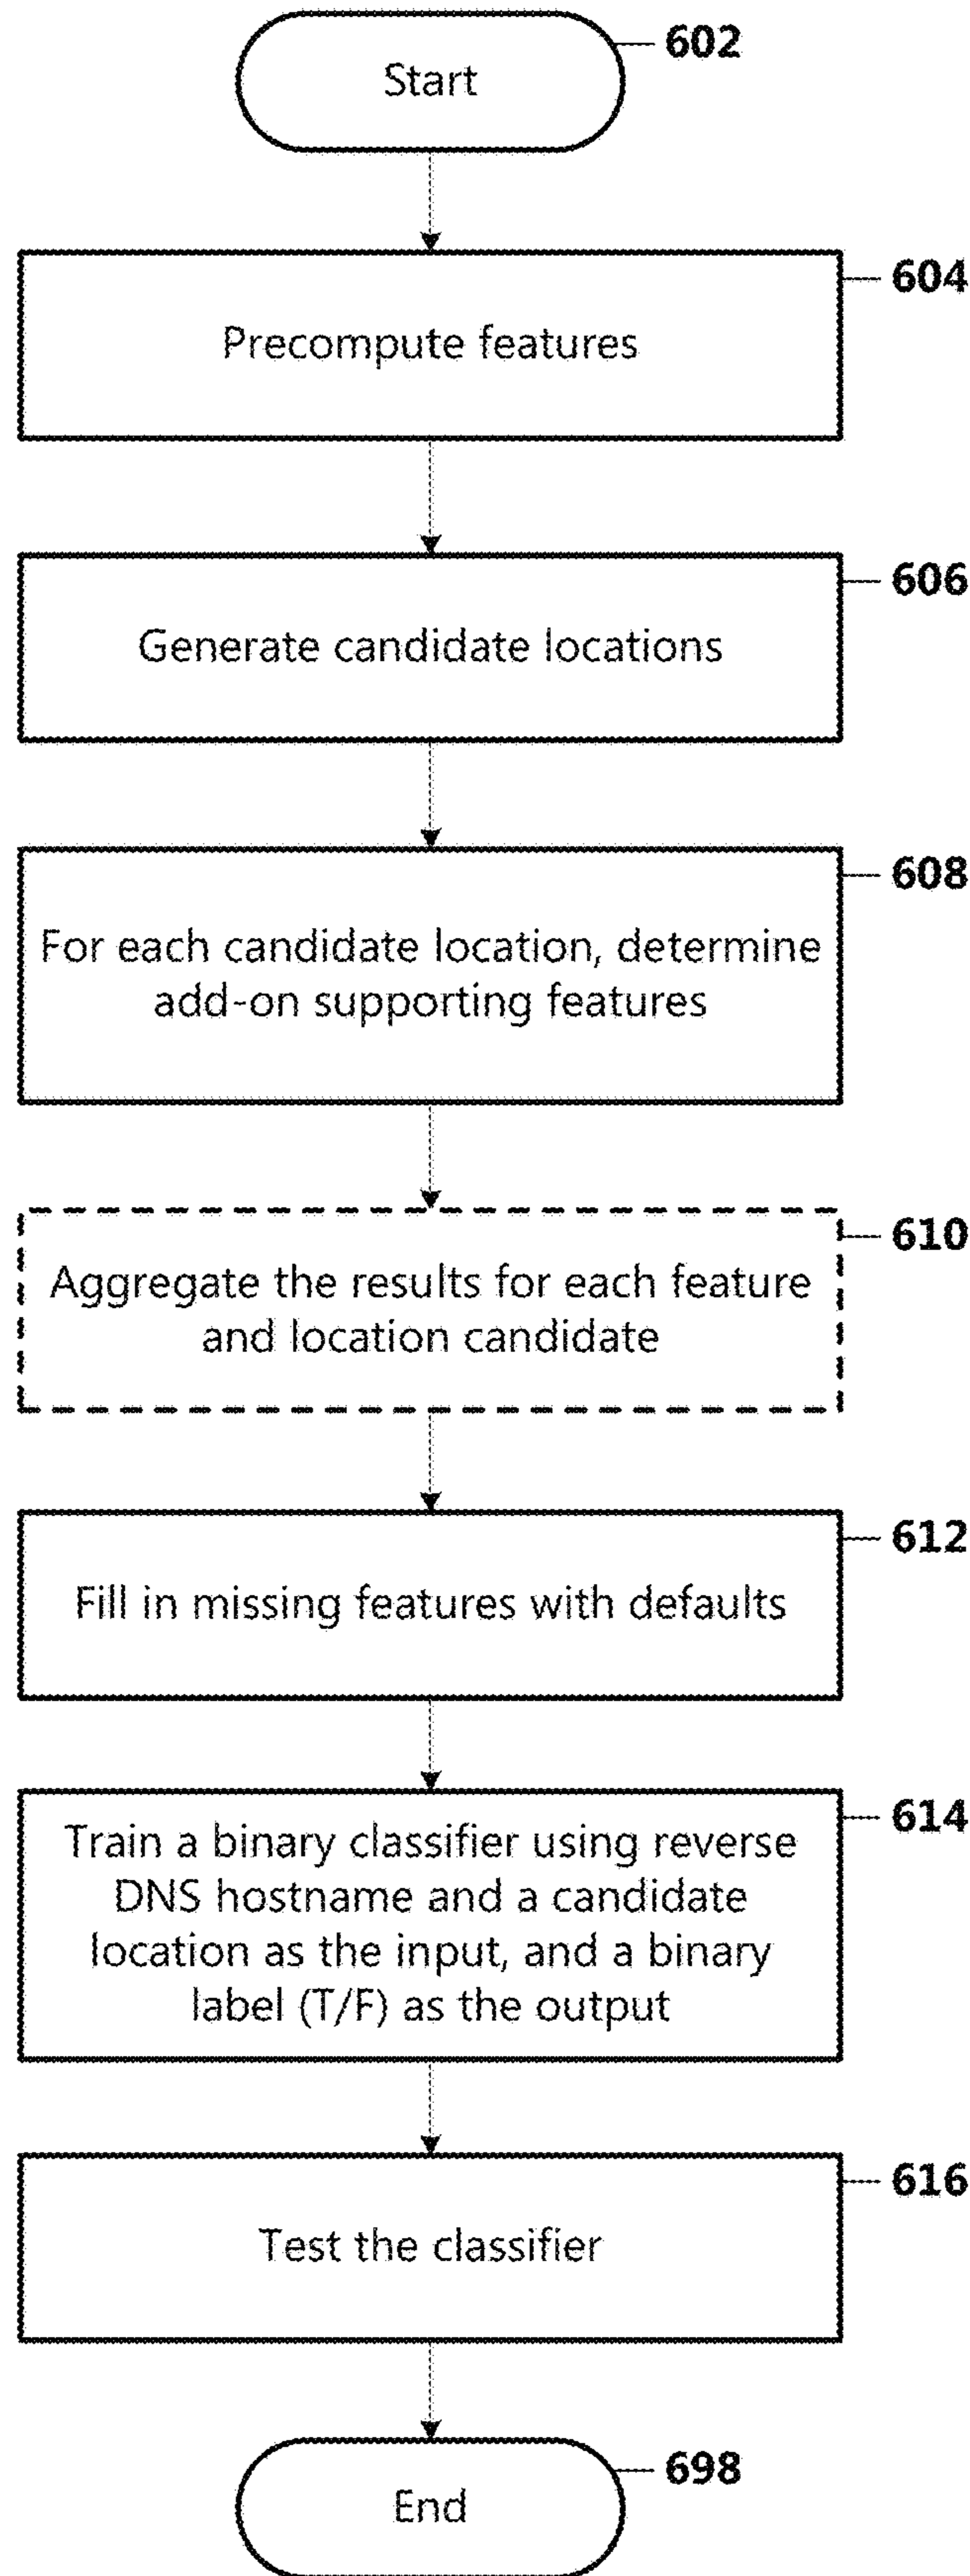 Start
602
604
Precompute features
606
Generate candidate locations
608
For each candidate location, determine
add-on supporting features
610
Aggregate the results for each feature
and location candidate
612
Fill in missing features with defaults
614
Train a binary classifier using reverse
DNS hostname and a candidate
location as the input, and a binary
label (T/F) as the output
616
Test the classifier
698
End